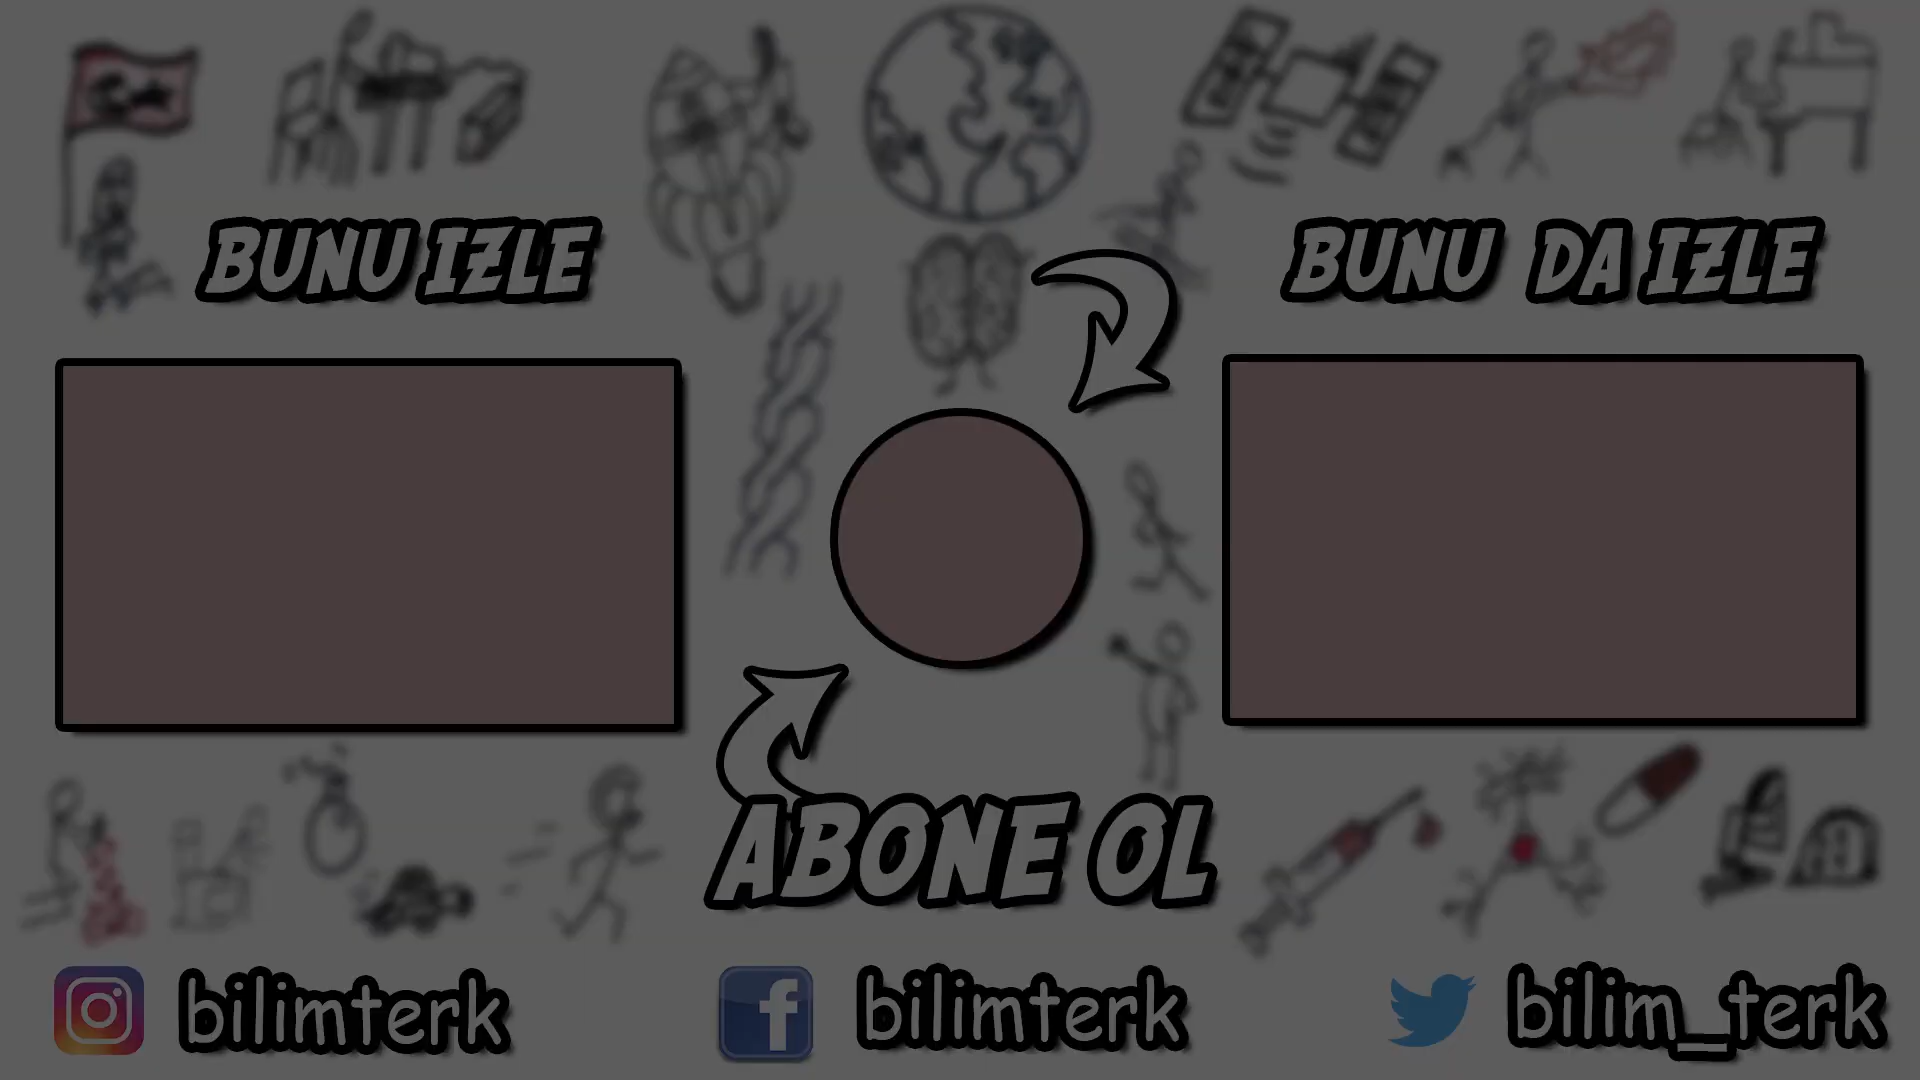 BUNU IZLE
BUNU DA IZLE
ABONE OL
bilimterk
bilimterk
bilim_terk